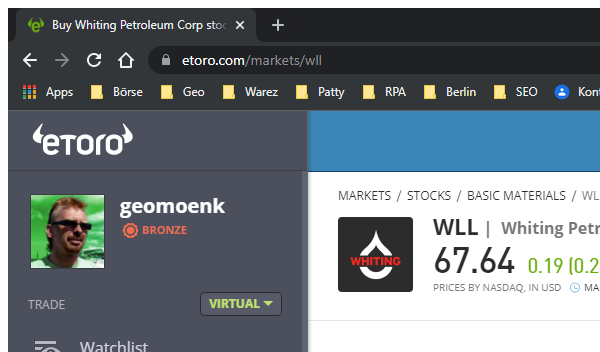 Buy Whiting Petroleum Corp stoc
etoro.com/markets/wll
Apps Börse Geo Warez Patty RPA Berlin SEO Kont
eToro
geomoenk
BRONZE
TRADE VIRTUAL
Watchlist
MARKETS / STOCKS / BASIC MATERIALS / WL
WHITING
WLL | Whiting Petr
67.64 0.19 (0.2
PRICES BY NASDAQ, IN USD MA